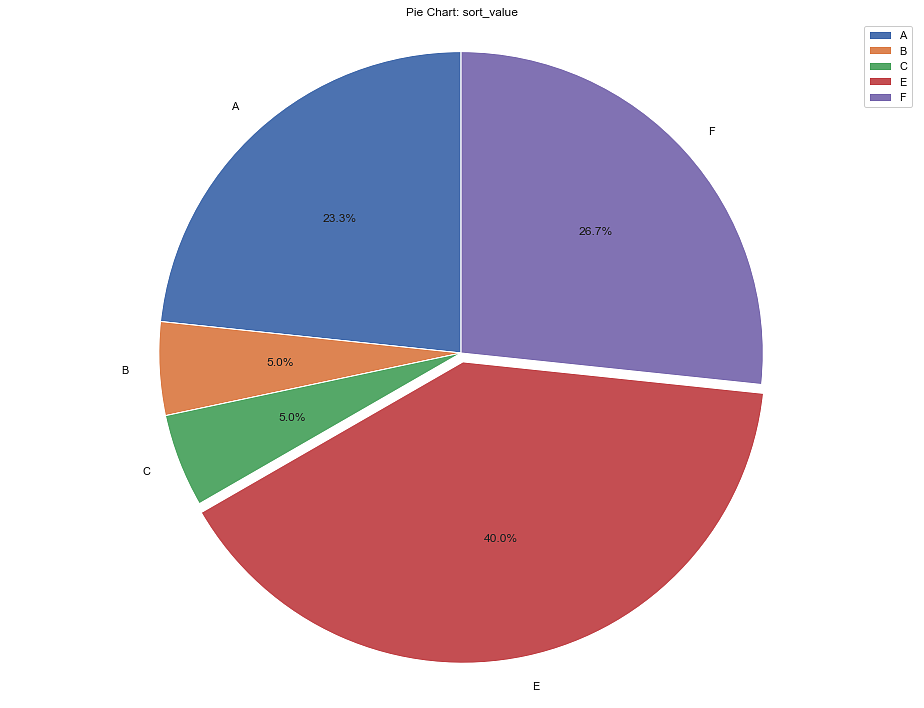 Pie Chart: sort_value
A
B
C
E
F
A
F
23.3%
26.7%
5.0%
B
5.0%
C
40.0%
E